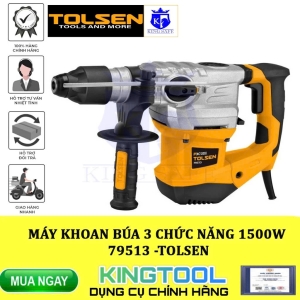 TOLSEN
TOOLS AND MORE
KING SAFE
100% HÀNG
CHÍNH HÃNG
HỖ TRỢ TƯ VẤN
NHIỆT TÌNH
HỖ TRỢ
ĐỔI TRẢ
GIAO HÀNG
NHANH
TOLSEN
MÁY KHOAN BÚA 3 CHỨC NĂNG 1500W
79513 -TOLSEN
MUA NGAY
KINGTOOL
DỤNG CỤ CHÍNH HÃNG